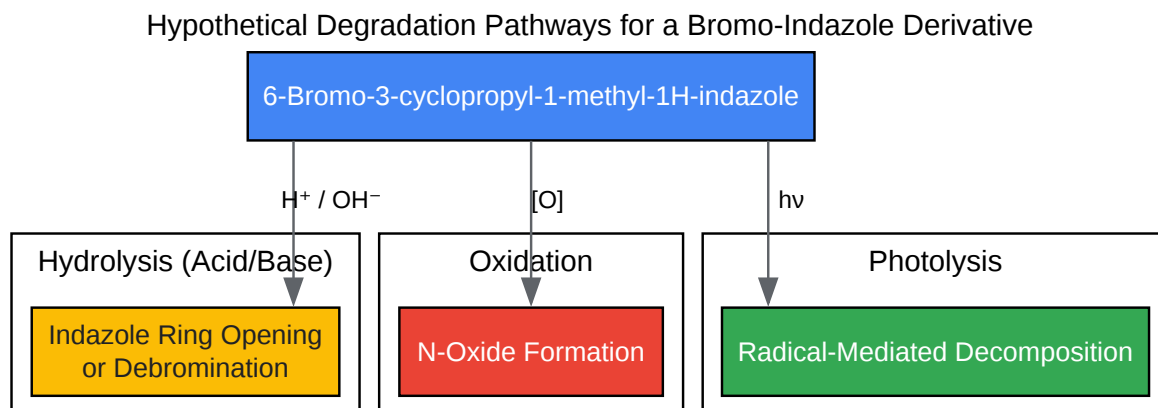 Hypothetical Degradation Pathways for a Bromo-Indazole Derivative
6-Bromo-3-cyclopropyl-1-methyl-1H-indazole
H⁺ / OH⁻
[O]
hν
Hydrolysis (Acid/Base)
Oxidation
Photolysis
Indazole Ring Opening
or Debromination
N-Oxide Formation
Radical-Mediated Decomposition